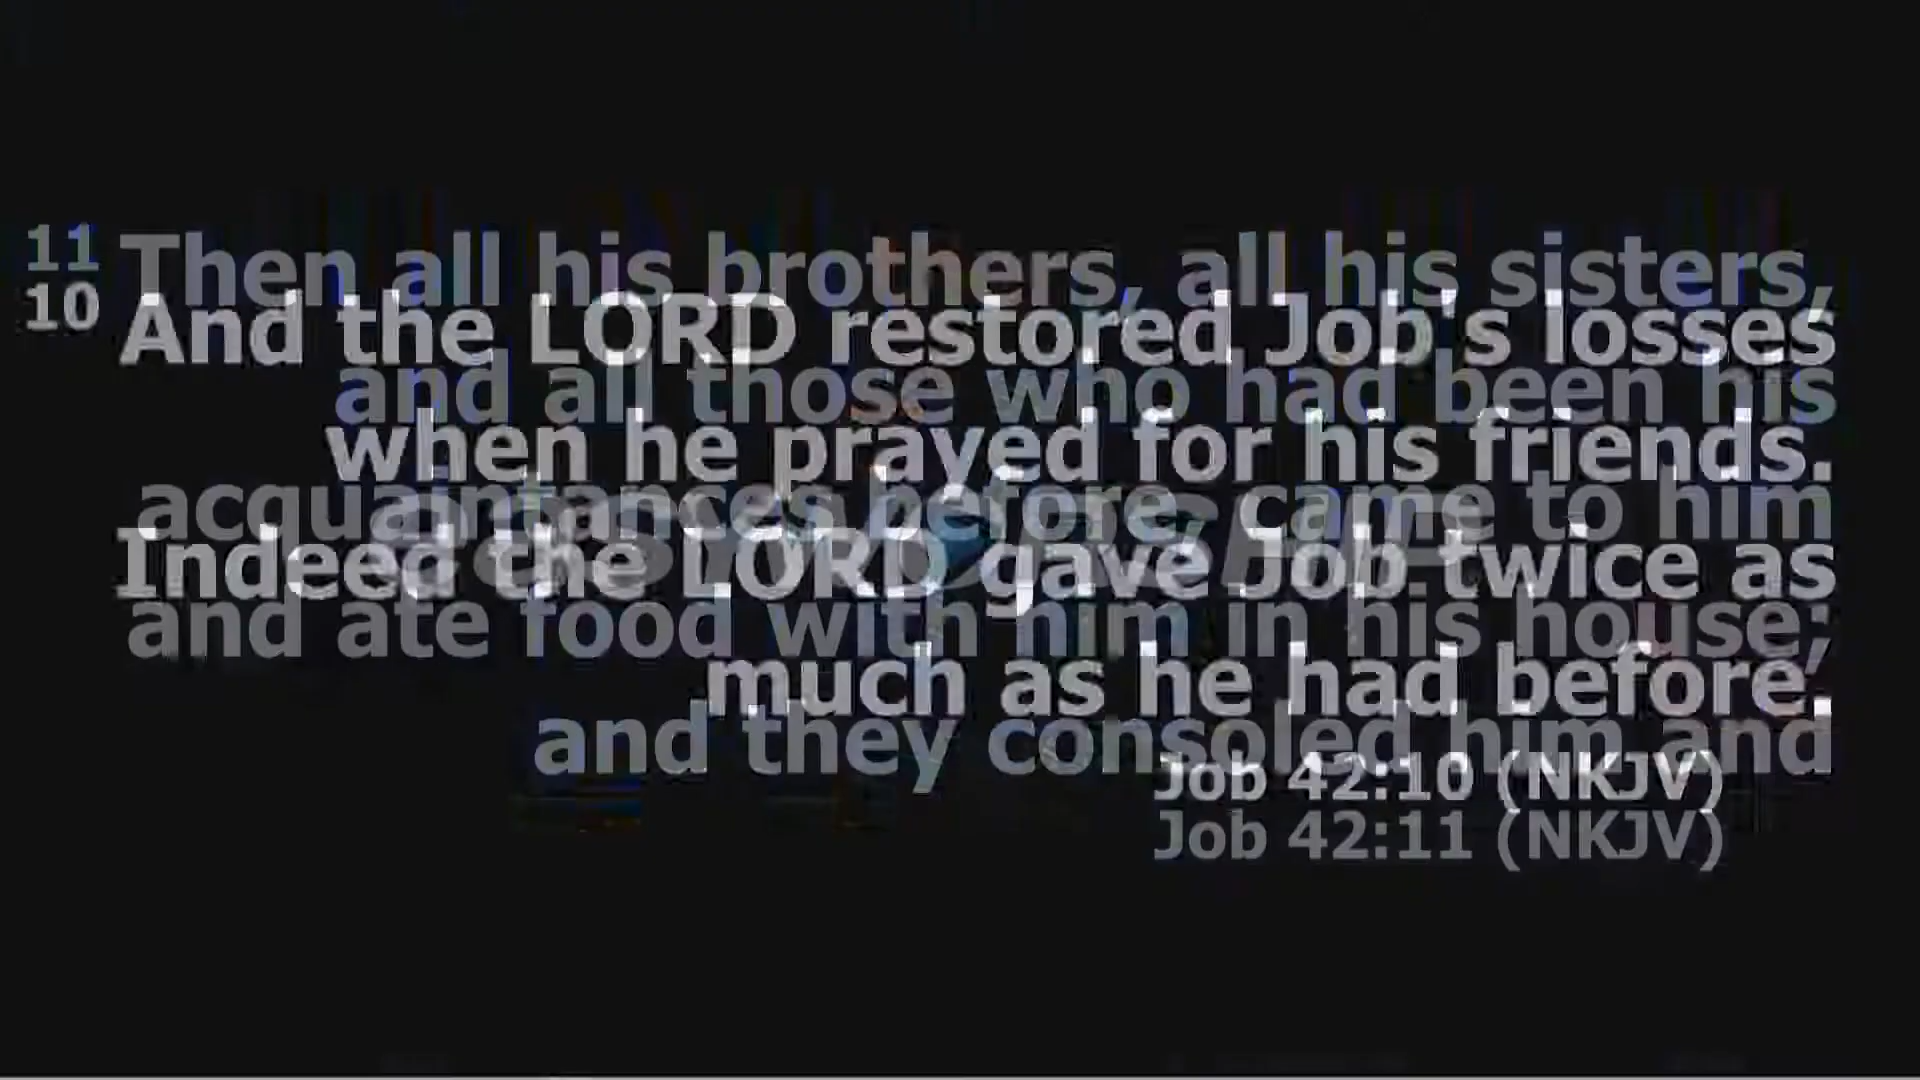 11 Then all his brothers, all his sisters,
and all those who had been his
acquaintances before, came to him
and ate food with him in his house;
and they consoled him and
Job 42:11 (NKJV)
10 And the LORD restored Job's losses
when he prayed for his friends.
Indeed the LORD gave Job twice as
much as he had before.
Job 42:10 (NKJV)